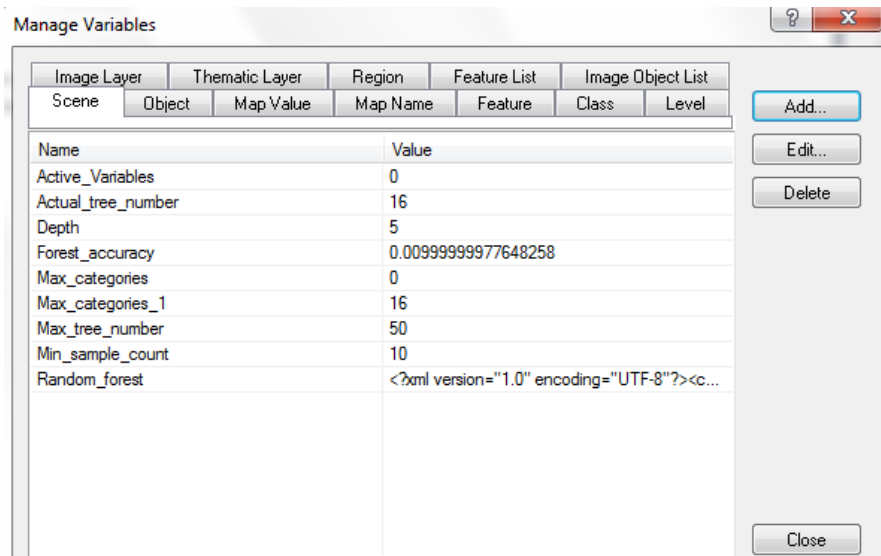 Manage Variables
Image Layer Thematic Layer Region Feature List Image Object List
Scene Object Map Value Map Name Feature Class Level
Add...
Name Value
Edit...
Active_Variables 0
Actual_tree_number 16
Delete
Depth 5
Forest_accuracy 0.00999999977648258
Max_categories 0
Max_categories_1 16
Max_tree_number 50
Min_sample_count 10
Random_forest <?xml version="1.0" encoding="UTF-8"?><c...
Close